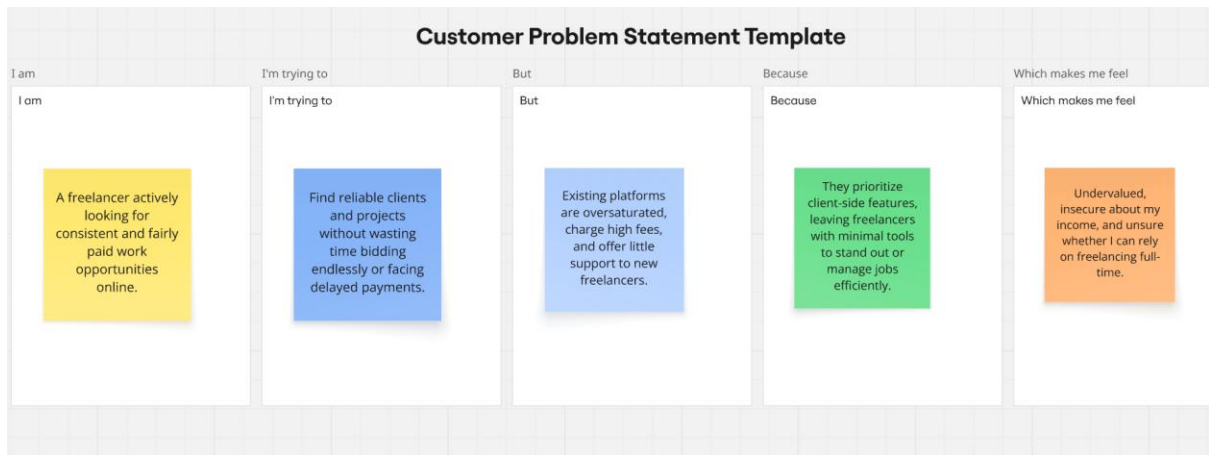 Customer Problem Statement Template
I am
I'm trying to
But
Because
Which makes me feel
I am
I'm trying to
But
Because
Which makes me feel
A freelancer actively
looking for
consistent and fairly
paid work
opportunities
online.
Find reliable clients
and projects
without wasting
time bidding
endlessly or facing
delayed payments.
Existing platforms
are oversaturated,
charge high fees,
and offer little
support to new
freelancers.
They prioritize
client-side features,
leaving freelancers
with minimal tools
to stand out or
manage jobs
efficiently.
Undervalued,
insecure about my
income, and unsure
whether I can rely
on freelancing full-
time.